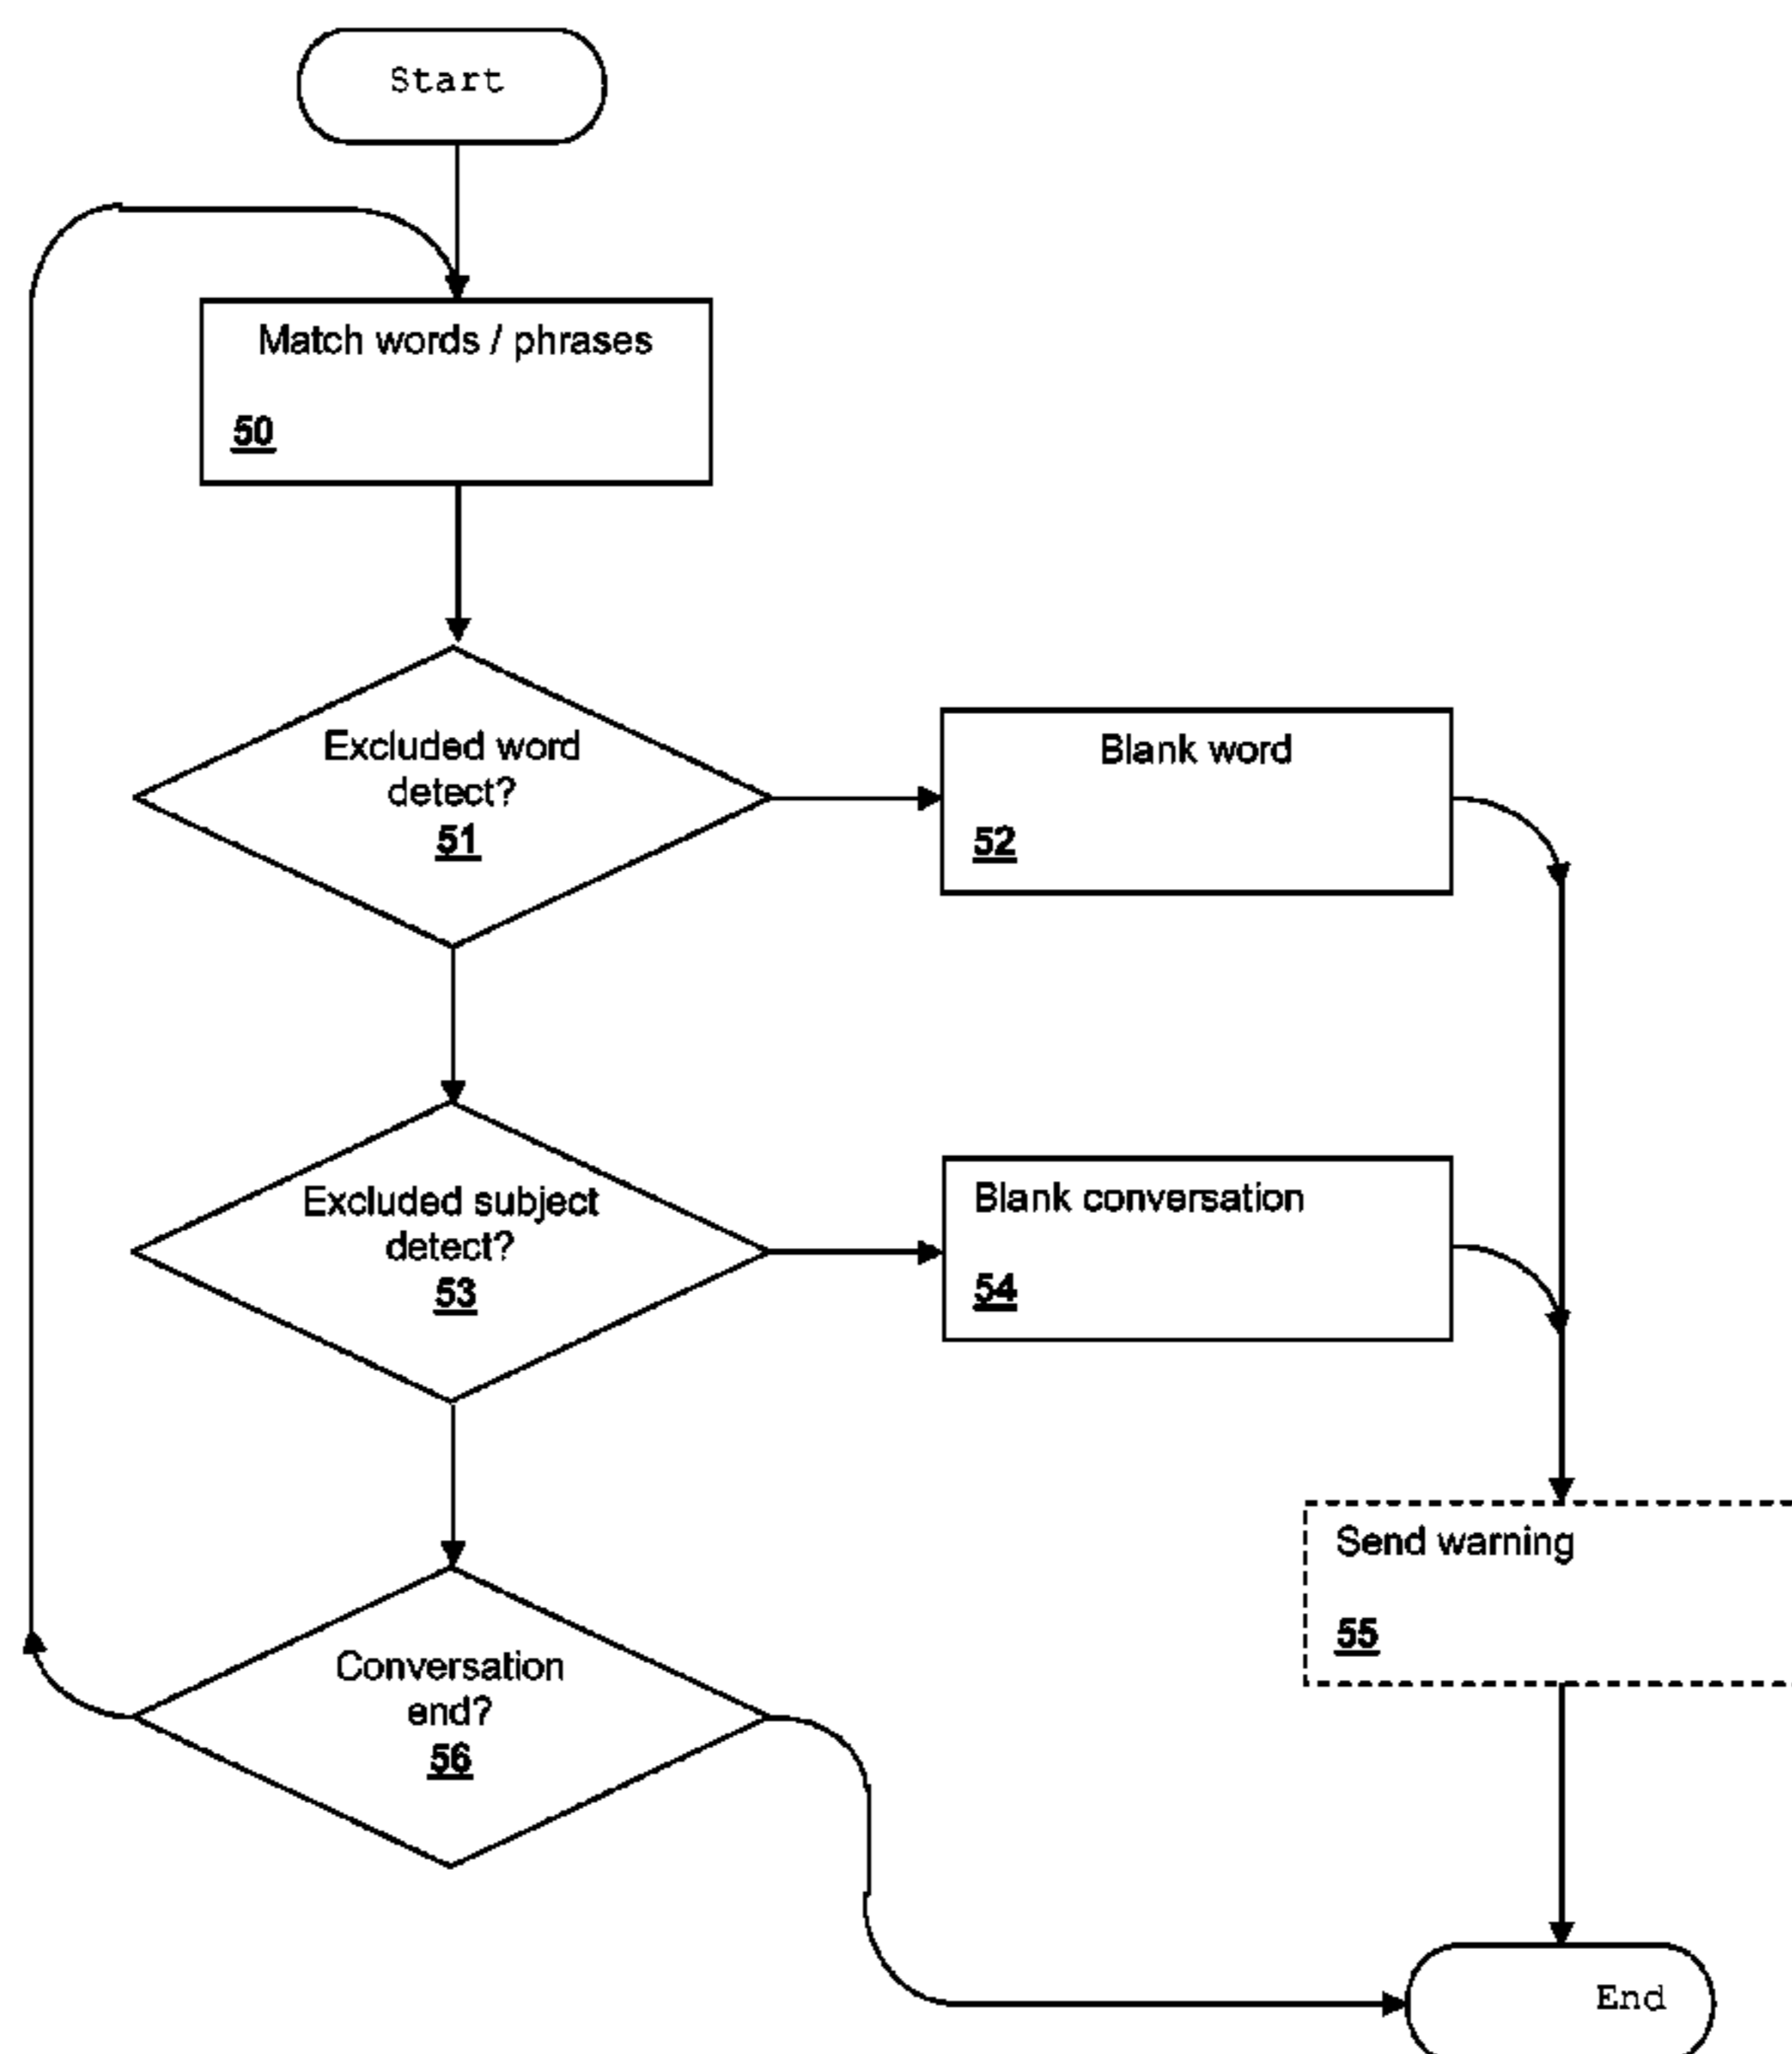 Start
Match words / phrases
50
Excluded word
detect?
51
Blank word
52
Excluded subject
detect?
53
Blank conversation
54
Send warning
55
Conversation
end?
56
End